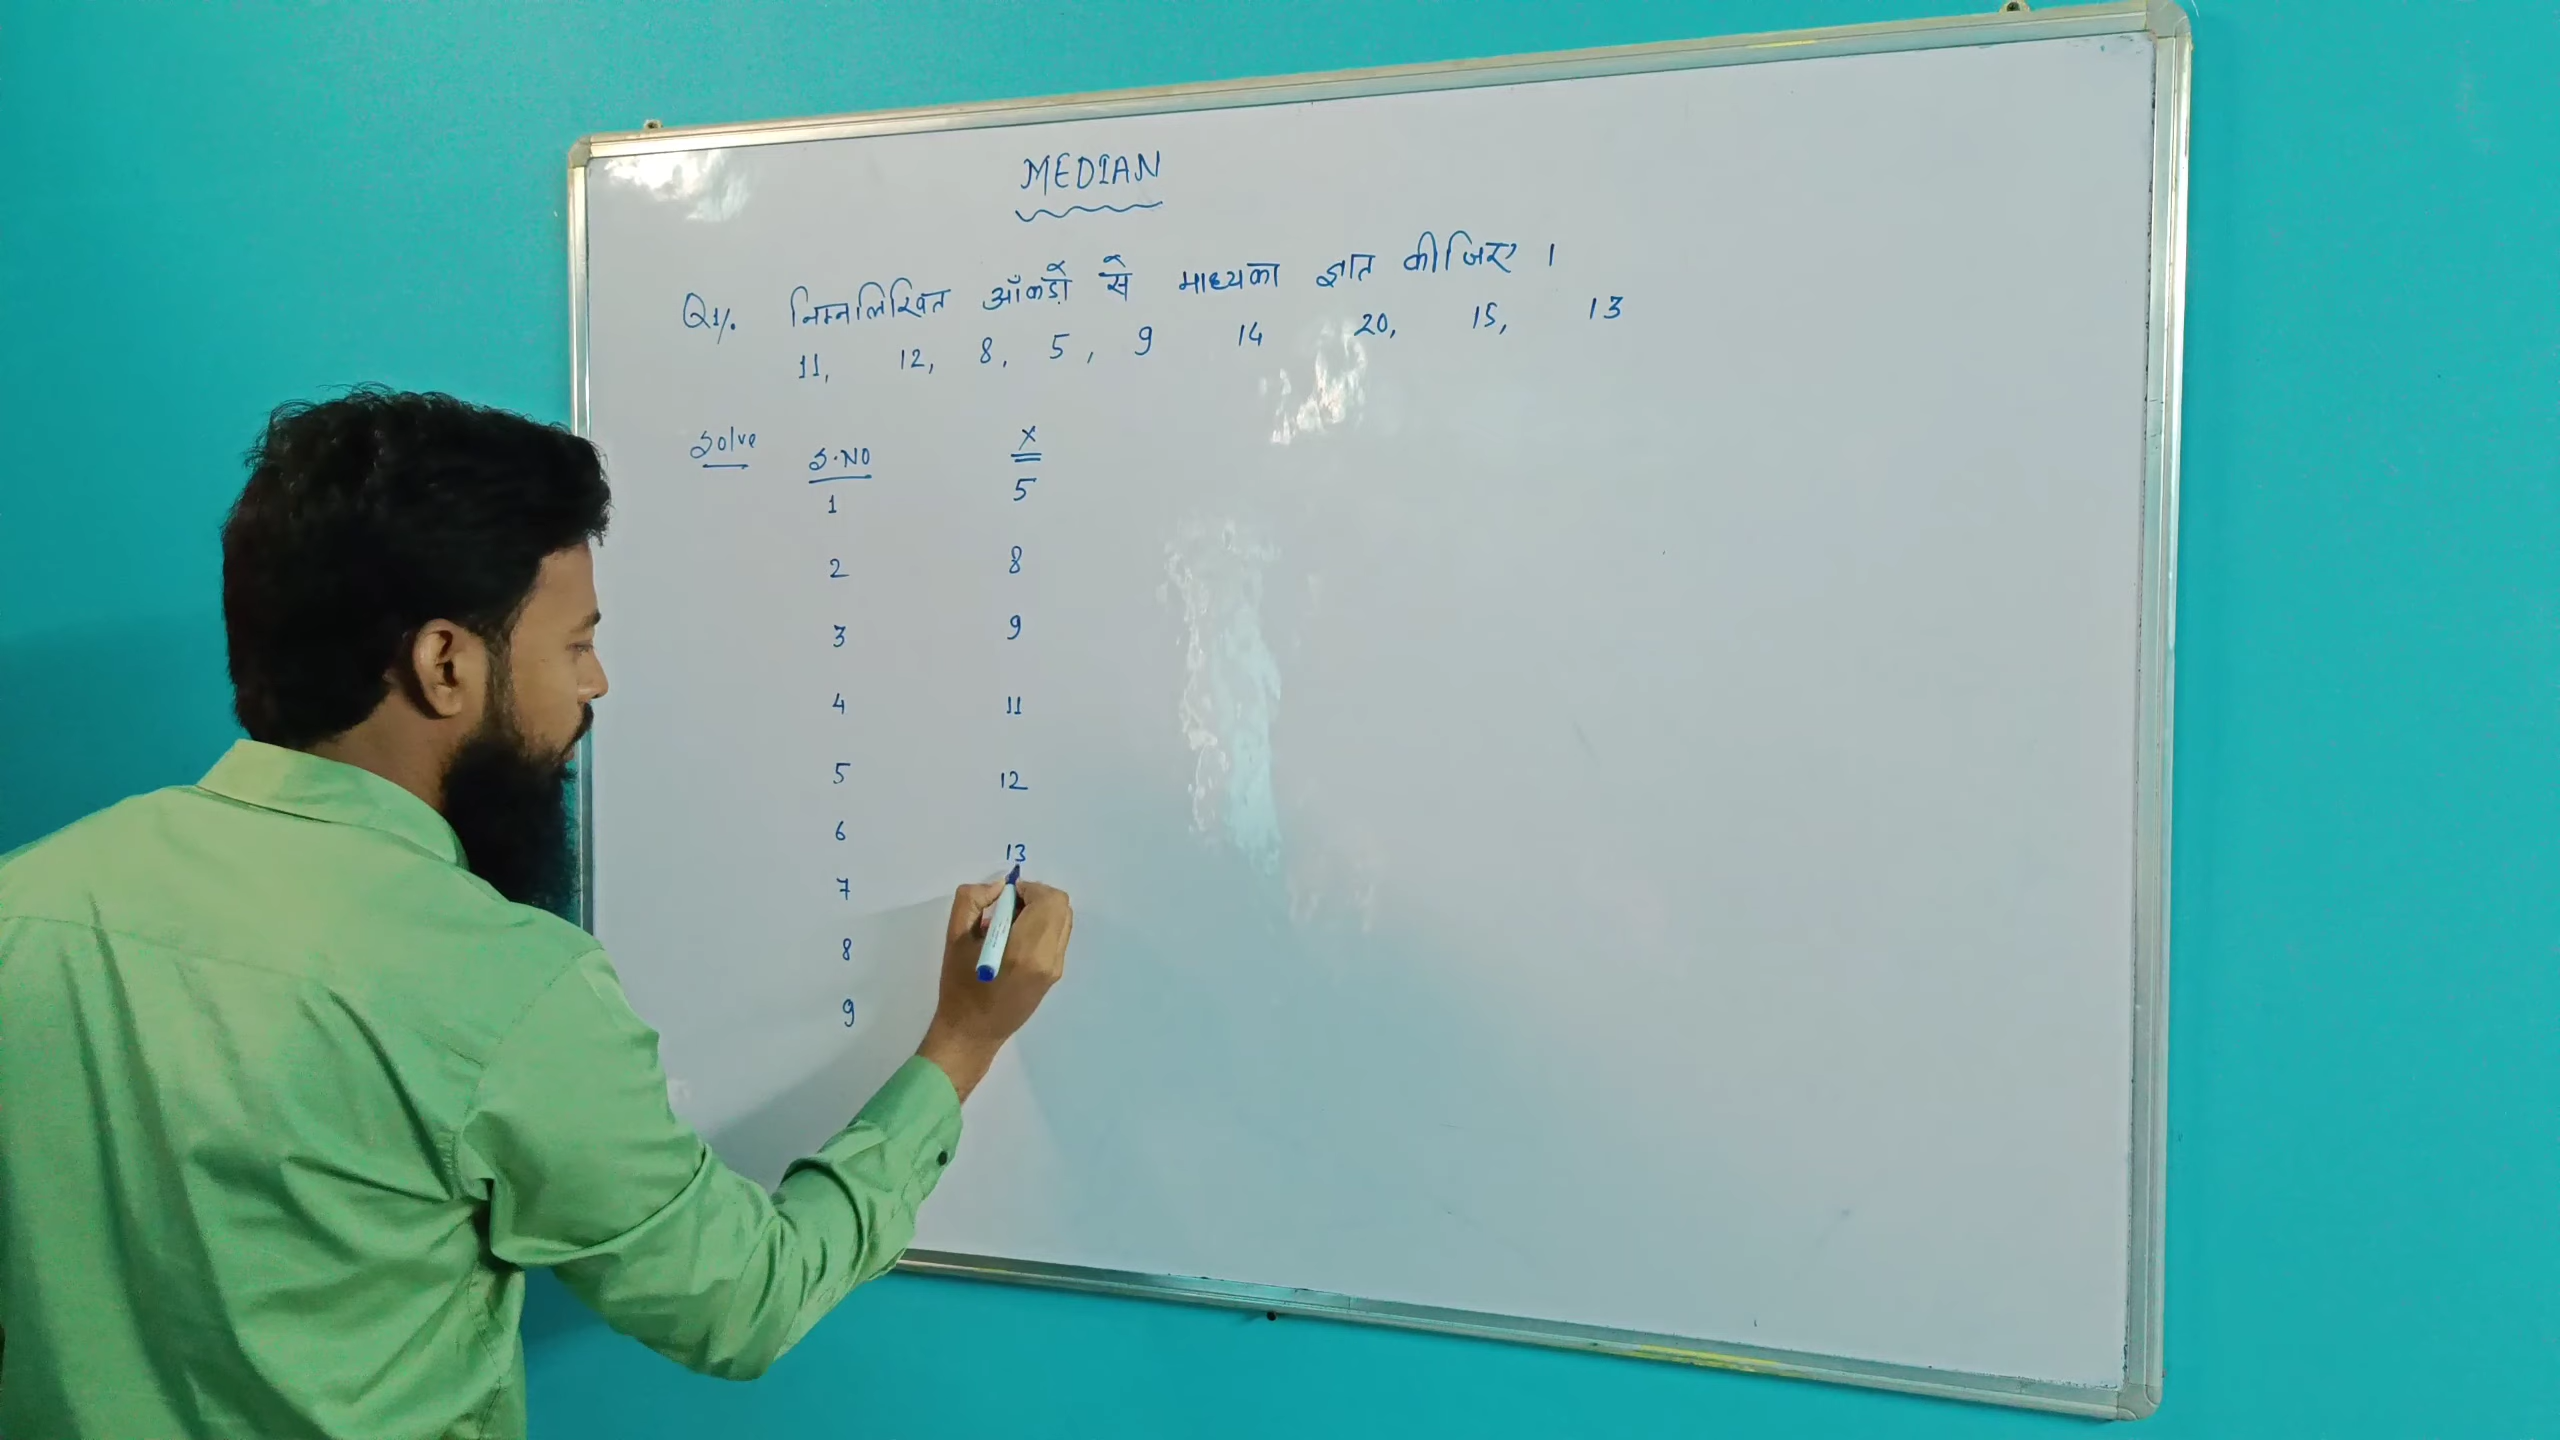 MEDIAN
Q1/. निम्नलिखित आँकड़ो से माध्यका ज्ञात कीजिए ।
11, 12, 8, 5, 9 14 20, 15, 13
Solve
S.NO X
1 5
2 8
3 9
4 11
5 12
6 13
7
8
9